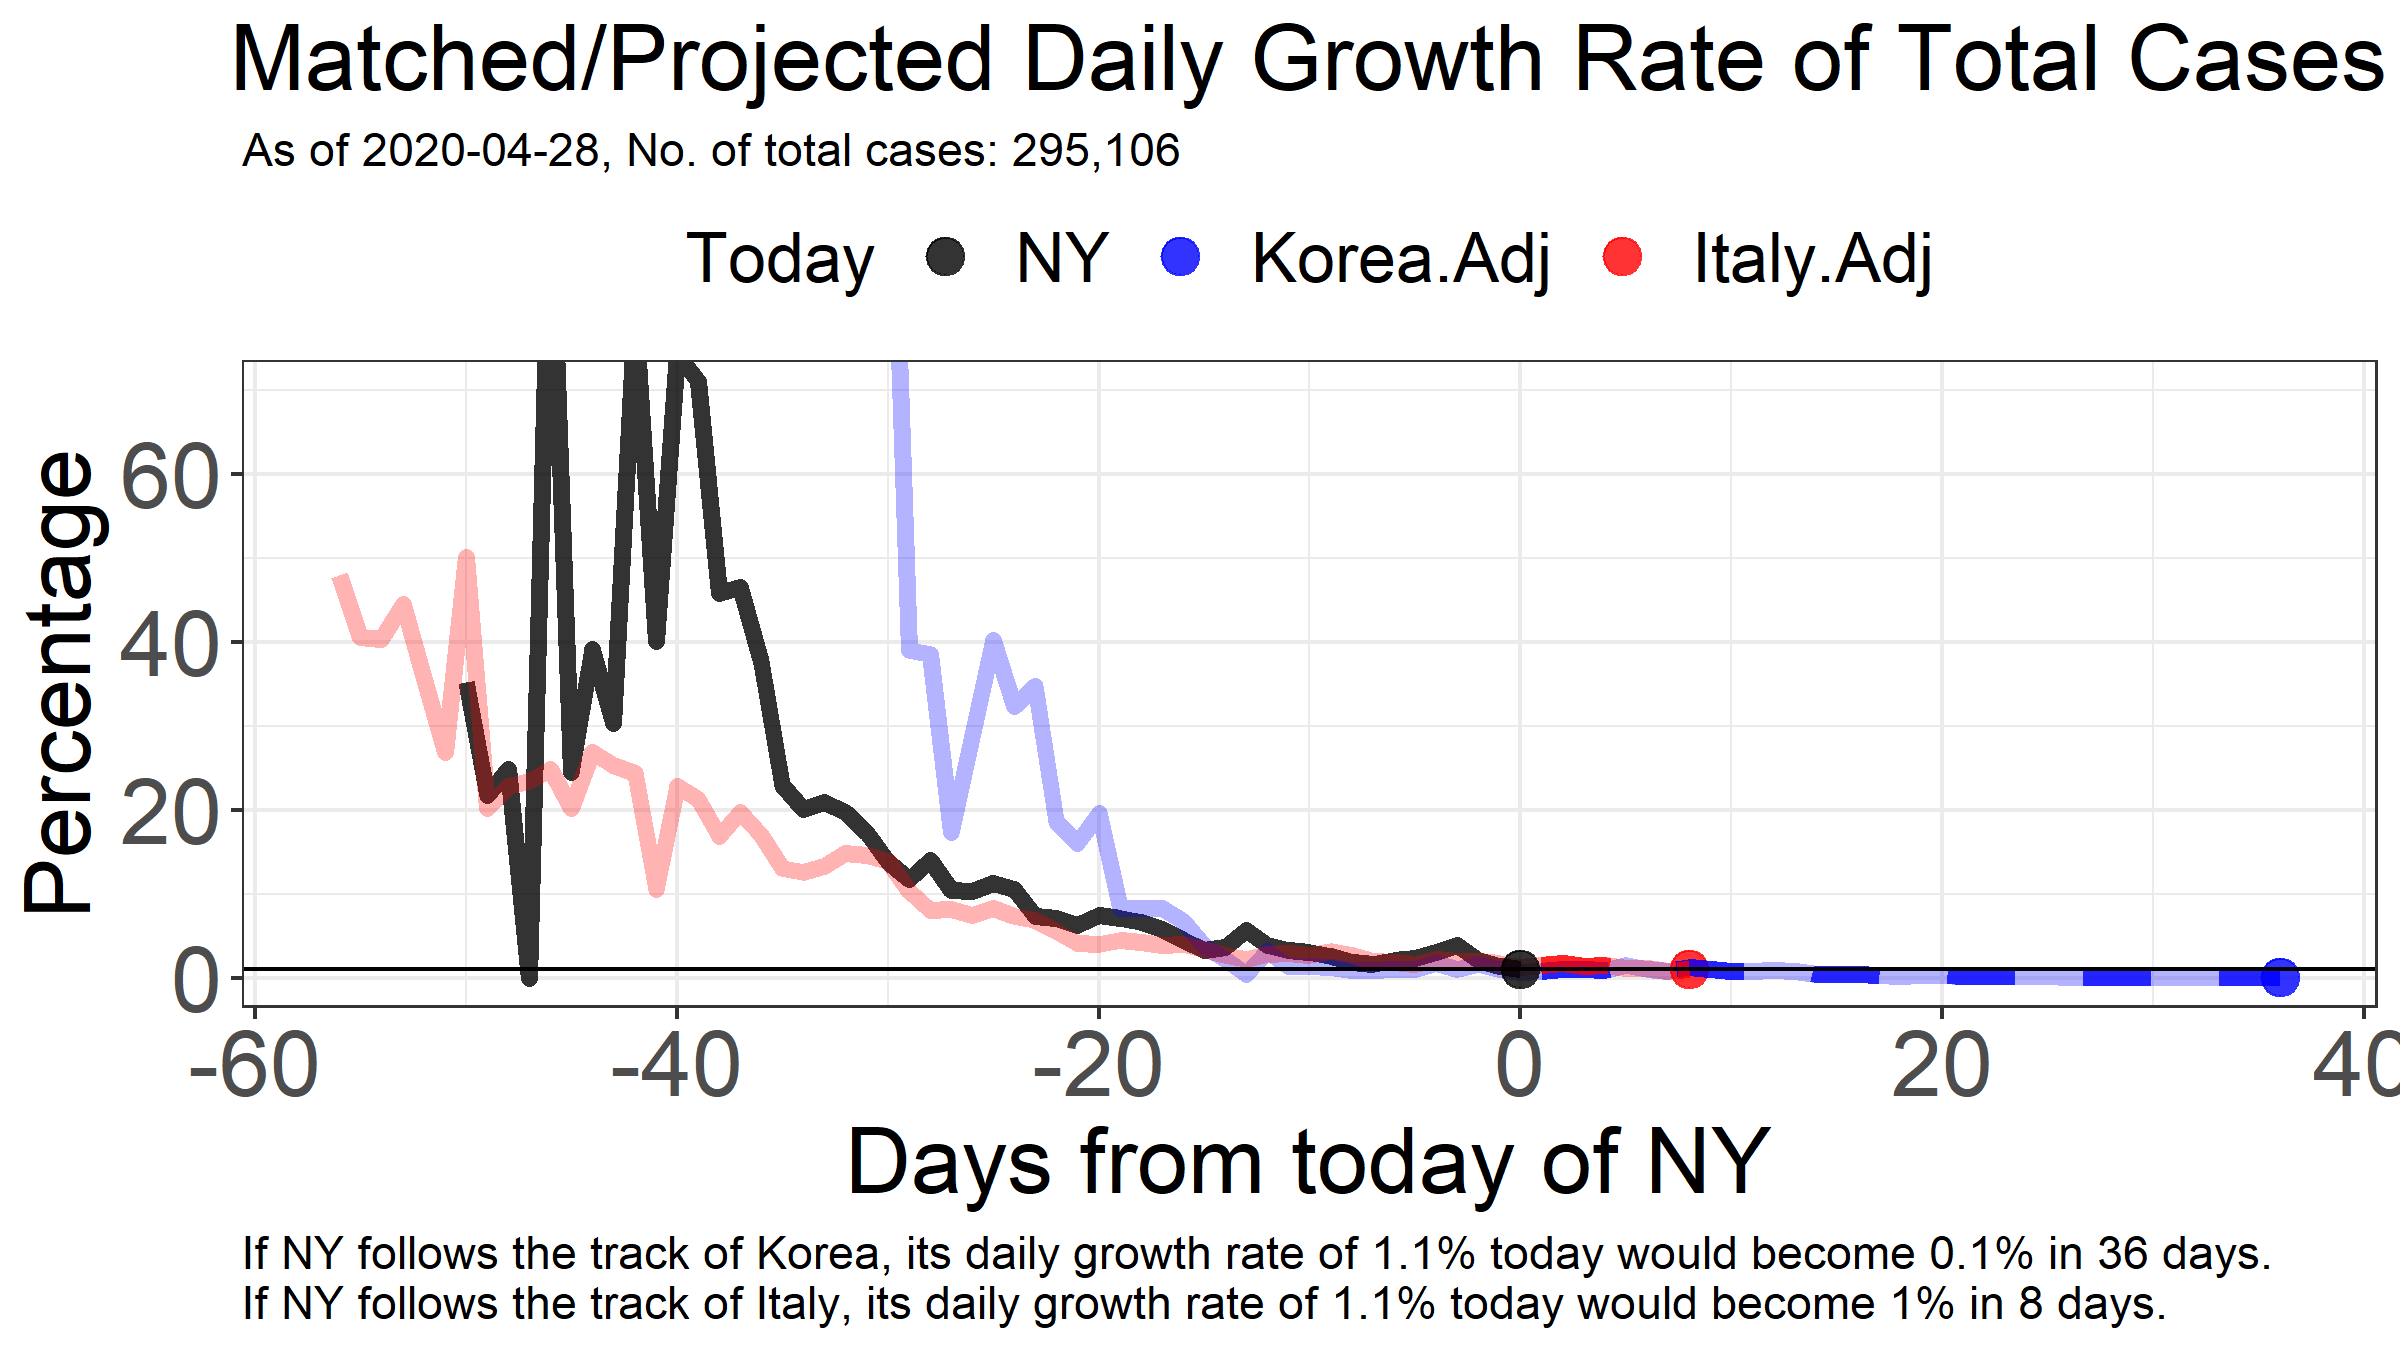 Matched/Projected Daily Growth Rate of Total Cases
As of 2020-04-28, No. of total cases: 295,106
Today NY Korea.Adj Italy.Adj
Percentage
60
40
20
0
-60 -40 -20 0 20 40
Days from today of NY
If NY follows the track of Korea, its daily growth rate of 1.1% today would become 0.1% in 36 days.
If NY follows the track of Italy, its daily growth rate of 1.1% today would become 1% in 8 days.